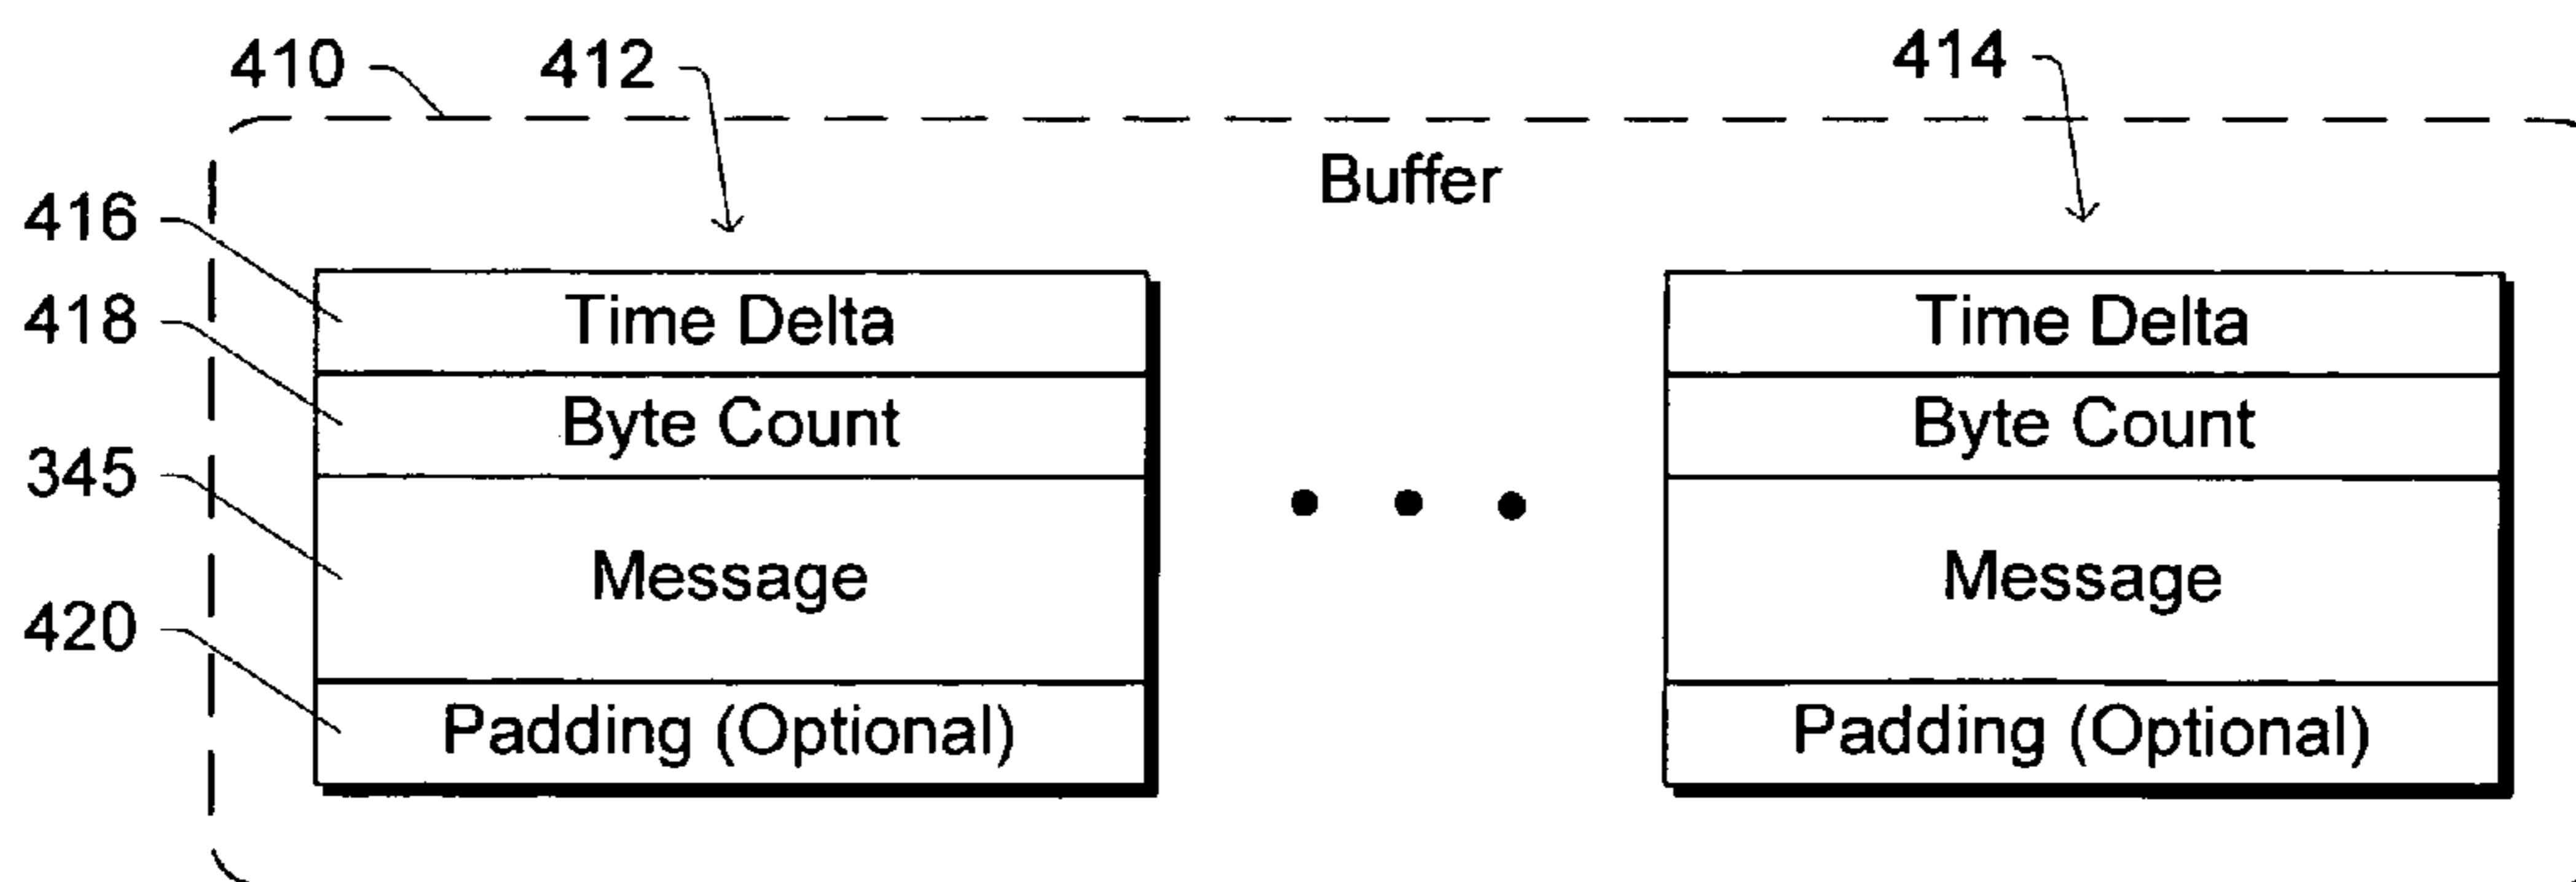 410 412 414
Buffer
416 Time Delta Time Delta
418 Byte Count Byte Count
345 Message Message
420 Padding (Optional) Padding (Optional)